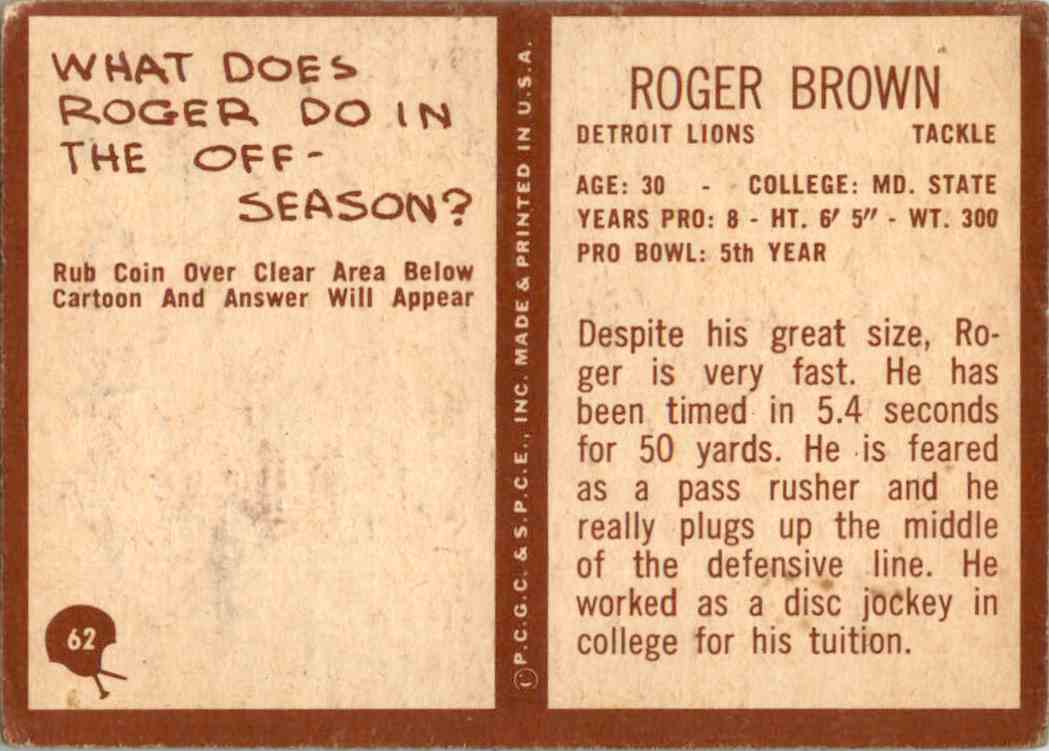 WHAT DOES
ROGER DO IN
THE OFF-
SEASON?
Rub Coin Over Clear Area Below
Cartoon And Answer Will Appear
62
©P.C.G.C. & S.P.C.E., INC. MADE & PRINTED IN U.S.A.
ROGER BROWN
DETROIT LIONS TACKLE
AGE: 30 - COLLEGE: MD. STATE
YEARS PRO: 8 - HT. 6' 5" - WT. 300
PRO BOWL: 5th YEAR
Despite his great size, Ro-
ger is very fast. He has
been timed in 5.4 seconds
for 50 yards. He is feared
as a pass rusher and he
really plugs up the middle
of the defensive line. He
worked as a disc jockey in
college for his tuition.